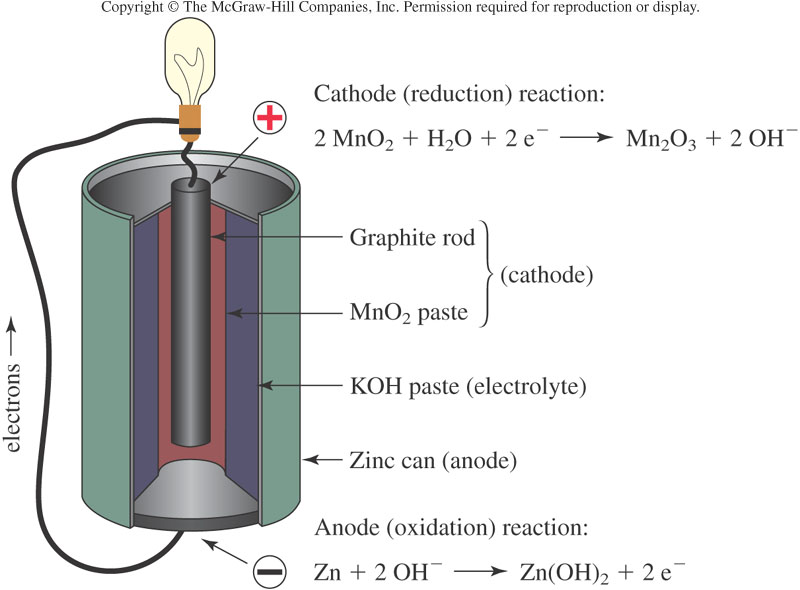 Copyright © The McGraw-Hill Companies, Inc. Permission required for reproduction or display.
+
Cathode (reduction) reaction:
2 MnO₂ + H₂O + 2 e⁻ ⟶ Mn₂O₃ + 2 OH⁻
Graphite rod
(cathode)
MnO₂ paste
KOH paste (electrolyte)
electrons →
Zinc can (anode)
Anode (oxidation) reaction:
−
Zn + 2 OH⁻ ⟶ Zn(OH)₂ + 2 e⁻